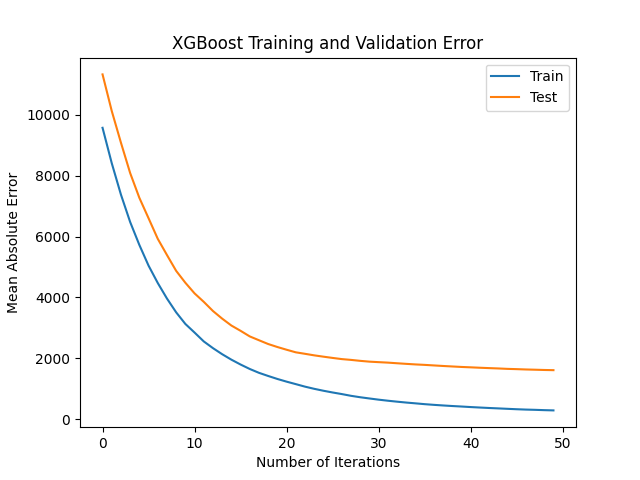 XGBoost Training and Validation Error
Train
Test
Mean Absolute Error
10000
8000
6000
4000
2000
0
0 10 20 30 40 50
Number of Iterations